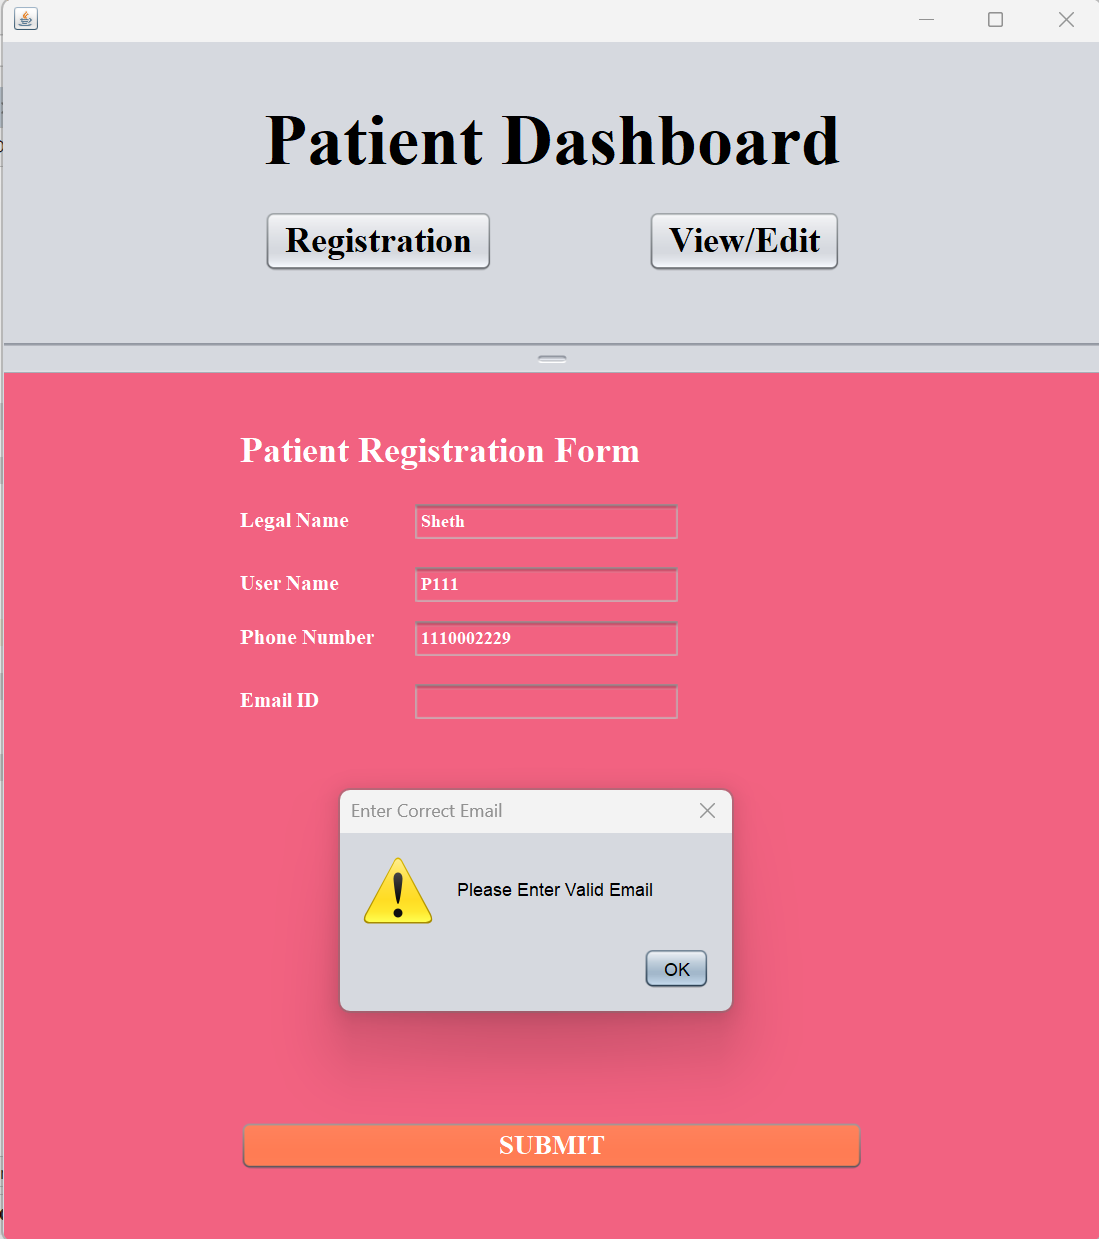 Patient Dashboard
Registration View/Edit
Patient Registration Form
Legal Name Sheth
User Name P111
Phone Number 1110002229
Email ID
Enter Correct Email
Please Enter Valid Email
OK
SUBMIT